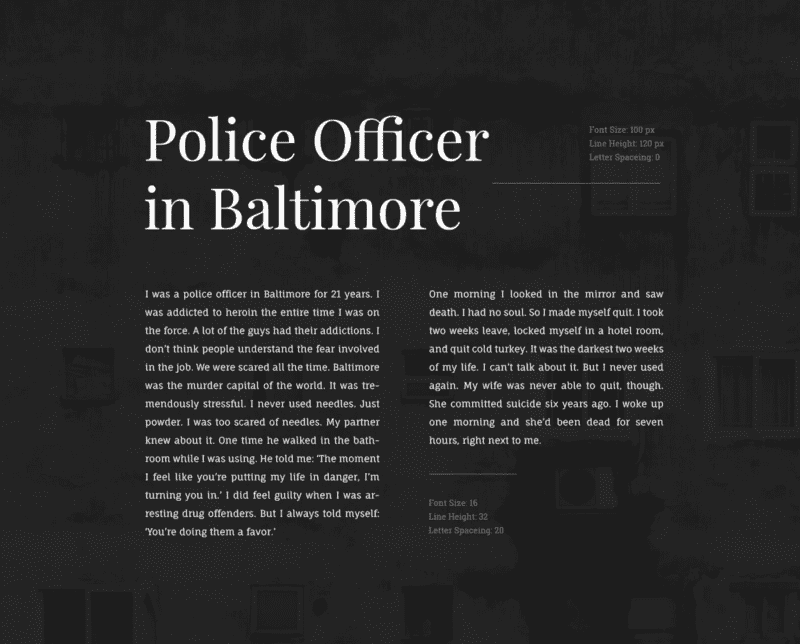 Police Officer
in Baltimore
Font Size: 100 px
Line Height: 120 px
Letter Spaceing: 0
I was a police officer in Baltimore for 21 years. I
was addicted to heroin the entire time I was on
the force. A lot of the guys had their addictions. I
don't think people understand the fear involved
in the job. We were scared all the time. Baltimore
was the murder capital of the world. It was tre-
mendously stressful. I never used needles. Just
powder. I was too scared of needles. My partner
knew about it. One time he walked in the bath-
room while I was using. He told me: 'The moment
I feel like you're putting my life in danger, I'm
turning you in.' I did feel guilty when I was ar-
resting drug offenders. But I always told myself:
'You're doing them a favor.'
One morning I looked in the mirror and saw
death. I had no soul. So I made myself quit. I took
two weeks leave, locked myself in a hotel room,
and quit cold turkey. It was the darkest two weeks
of my life. I can't talk about it. But I never used
again. My wife was never able to quit, though.
She committed suicide six years ago. I woke up
one morning and she'd been dead for seven
hours, right next to me.
Font Size: 16
Line Height: 32
Letter Spaceing: 20